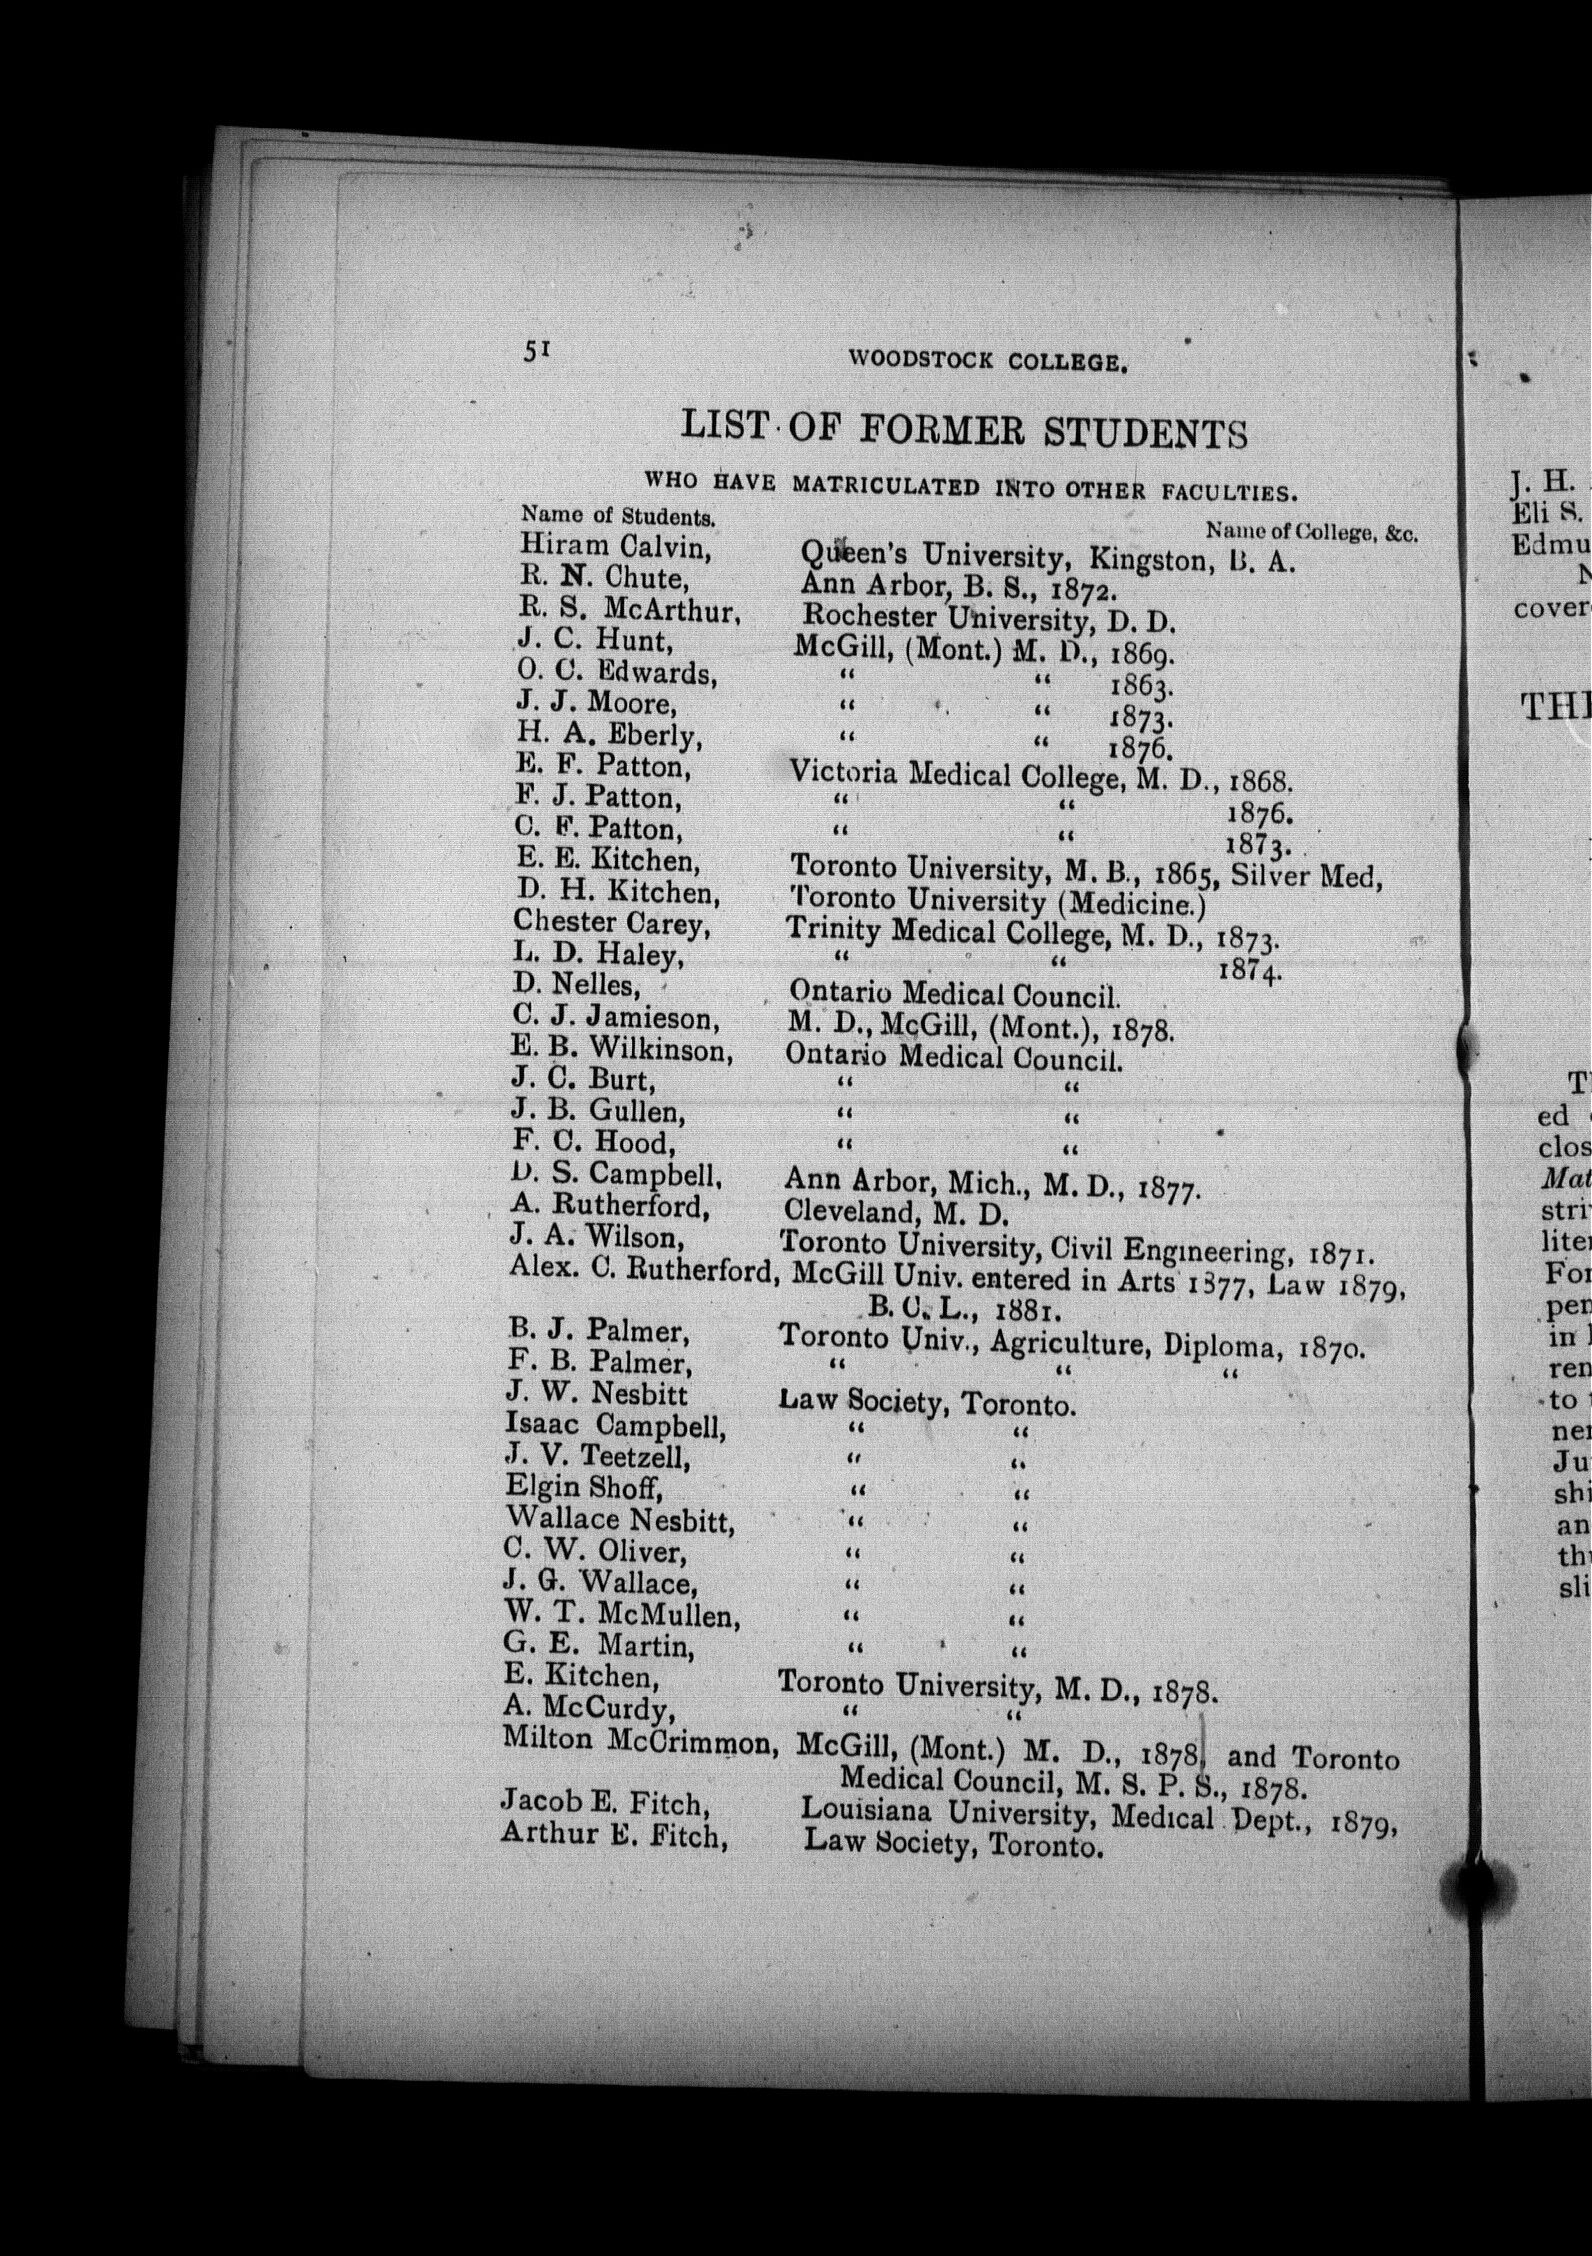 51 WOODSTOCK COLLEGE.
LIST OF FORMER STUDENTS
WHO HAVE MATRICULATED INTO OTHER FACULTIES.
Name of Students. Name of College, &c.
Hiram Calvin, Queen's University, Kingston, B. A.
R. N. Chute, Ann Arbor, B. S., 1872.
R. S. McArthur, Rochester University, D. D.
J. C. Hunt, McGill, (Mont.) M. D., 1869.
O. C. Edwards, " " 1863.
J. J. Moore, " " 1873.
H. A. Eberly, " " 1876.
E. F. Patton, Victoria Medical College, M. D., 1868.
F. J. Patton, " " 1876.
C. F. Patton, " " 1873.
E. E. Kitchen, Toronto University, M. B., 1865, Silver Med,
D. H. Kitchen, Toronto University (Medicine.)
Chester Carey, Trinity Medical College, M. D., 1873.
L. D. Haley, " " 1874.
D. Nelles, Ontario Medical Council.
C. J. Jamieson, M. D., McGill, (Mont.), 1878.
E. B. Wilkinson, Ontario Medical Council.
J. C. Burt, " "
J. B. Gullen, " "
F. C. Hood, " "
D. S. Campbell, Ann Arbor, Mich., M. D., 1877.
A. Rutherford, Cleveland, M. D.
J. A. Wilson, Toronto University, Civil Engineering, 1871.
Alex. C. Rutherford, McGill Univ. entered in Arts 1877, Law 1879,
B. C. L., 1881.
B. J. Palmer, Toronto Univ., Agriculture, Diploma, 1870.
F. B. Palmer, " " "
J. W. Nesbitt Law Society, Toronto.
Isaac Campbell, " "
J. V. Teetzell, " "
Elgin Shoff, " "
Wallace Nesbitt, " "
C. W. Oliver, " "
J. G. Wallace, " "
W. T. McMullen, " "
G. E. Martin, " "
E. Kitchen, Toronto University, M. D., 1878.
A. McCurdy, " "
Milton McCrimmon, McGill, (Mont.) M. D., 1878, and Toronto
Medical Council, M. S. P. S., 1878.
Jacob E. Fitch, Louisiana University, Medical Dept., 1879,
Arthur E. Fitch, Law Society, Toronto.
J. H.
Eli S.
Edmu
N
cover
TH
T
ed
clos
Mat
stri
lite
For
pen
in
ren
to
ner
Ju
shi
an
th
sli